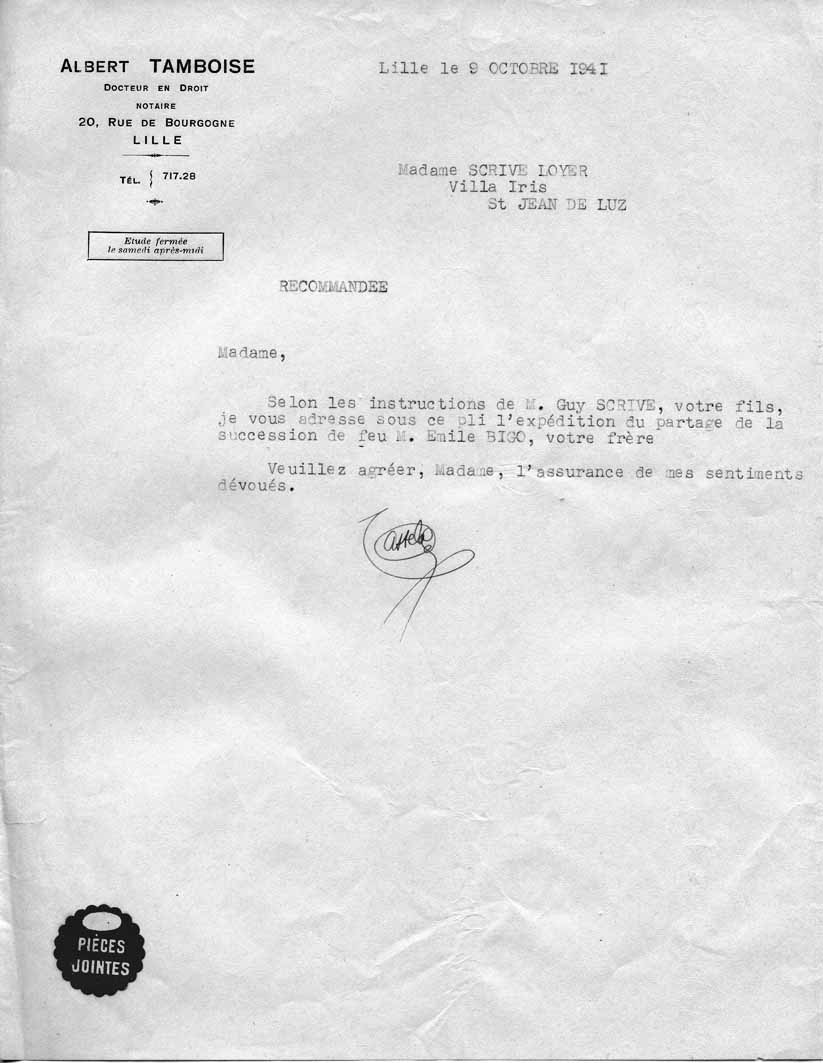 ALBERT TAMBOISE
DOCTEUR EN DROIT
NOTAIRE
20, RUE DE BOURGOGNE
LILLE
TÉL. { 717.28
Etude fermée
le samedi après-midi
Lille le 9 OCTOBRE I94I
Madame SCRIVE LOYER
Villa Iris
St JEAN DE LUZ
RECOMMANDEE
Madame,
Selon les instructions de M. Guy SCRIVE, votre fils,
je vous adresse sous ce pli l'expédition du partage de la
succession de feu M. Emile BIGO, votre frère
Veuillez agréer, Madame, l'assurance de mes sentiments
dévoués.
PIÈCES
JOINTES